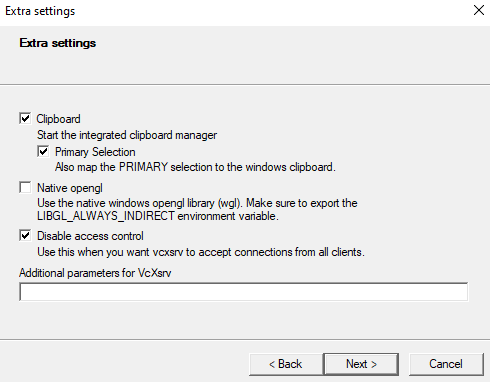 Extra settings
Extra settings
Clipboard
Start the integrated clipboard manager
Primary Selection
Also map the PRIMARY selection to the windows clipboard.
Native opengl
Use the native windows opengl library (wgl). Make sure to export the
LIBGL_ALWAYS_INDIRECT environment variable.
Disable access control
Use this when you want vcxsrv to accept connections from all clients.
Additional parameters for VcXsrv
< Back
Next >
Cancel